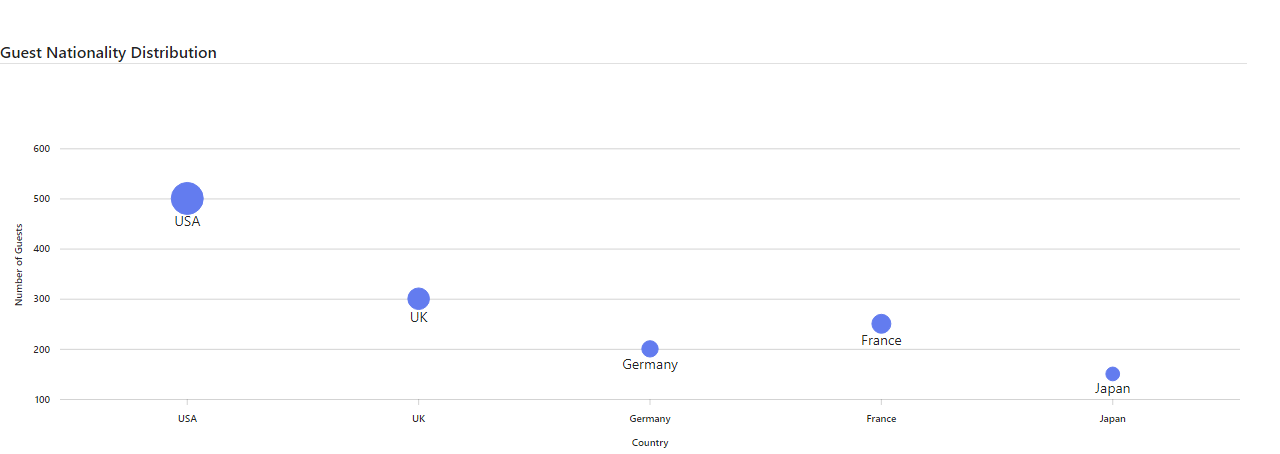 Guest Nationality Distribution
600
500
400
300
200
100
Number of Guests
USA
UK
Germany
France
Japan
USA UK Germany France Japan
Country